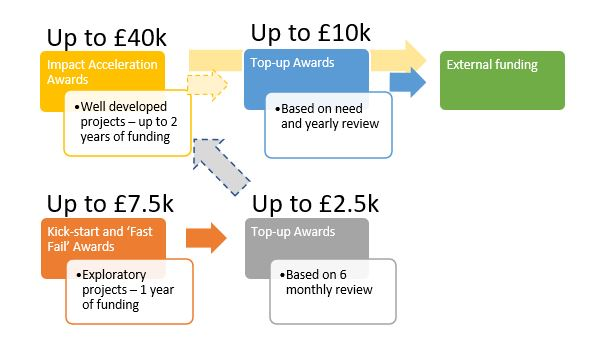 Up to £40k
Up to £10k
Impact Acceleration
Awards
Top-up Awards
External funding
•Well developed
projects – up to 2
years of funding
•Based on need
and yearly review
Up to £7.5k
Up to £2.5k
Kick-start and ‘Fast
Fail’ Awards
Top-up Awards
•Exploratory
projects – 1 year
of funding
•Based on 6
monthly review